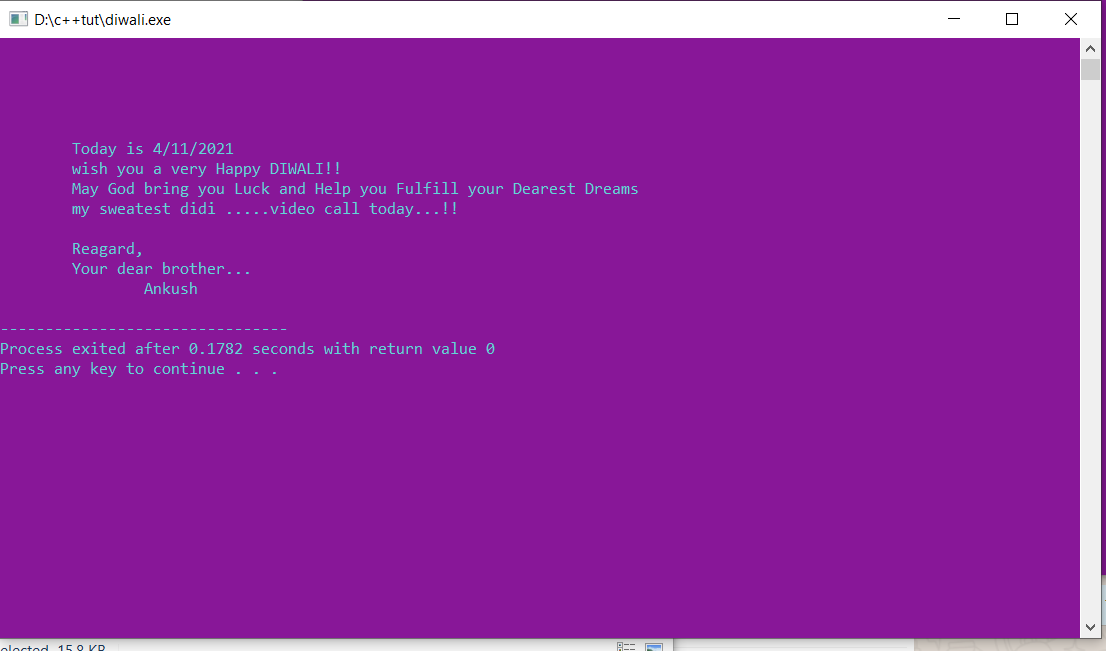 D:\c++tut\diwali.exe
Today is 4/11/2021
wish you a very Happy DIWALI!!
May God bring you Luck and Help you Fulfill your Dearest Dreams
my sweatest didi .....video call today...!!
Reagard,
Your dear brother...
Ankush
--------------------------------
Process exited after 0.1782 seconds with return value 0
Press any key to continue . . .
elected 15.8 KB